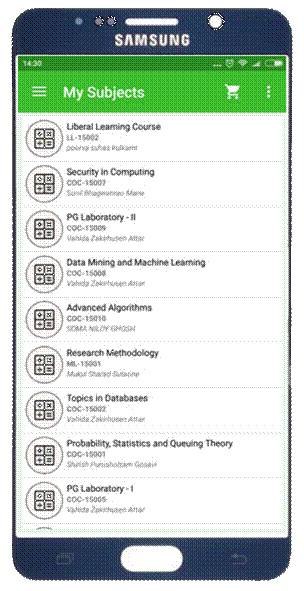 SAMSUNG
14:30
My Subjects
Liberal Learning Course
LL-15002
poorva suhas kulkarni
Security in Computing
COC-15007
Sunil Bhagwanrao Mane
PG Laboratory - II
COC-15009
Vahida Zakirhusen Attar
Data Mining and Machine Learning
COC-15008
Vahida Zakirhusen Attar
Advanced Algorithms
COC-15010
SOMA NILOY GHOSH
Research Methodology
ML-15001
Mukul Sharad Sutaone
Topics in Databases
COC-15002
Vahida Zakirhusen Attar
Probability, Statistics and Queuing Theory
COC-15001
Shirish Purushottam Gosavi
PG Laboratory - I
COC-15005
Vahida Zakirhusen Attar